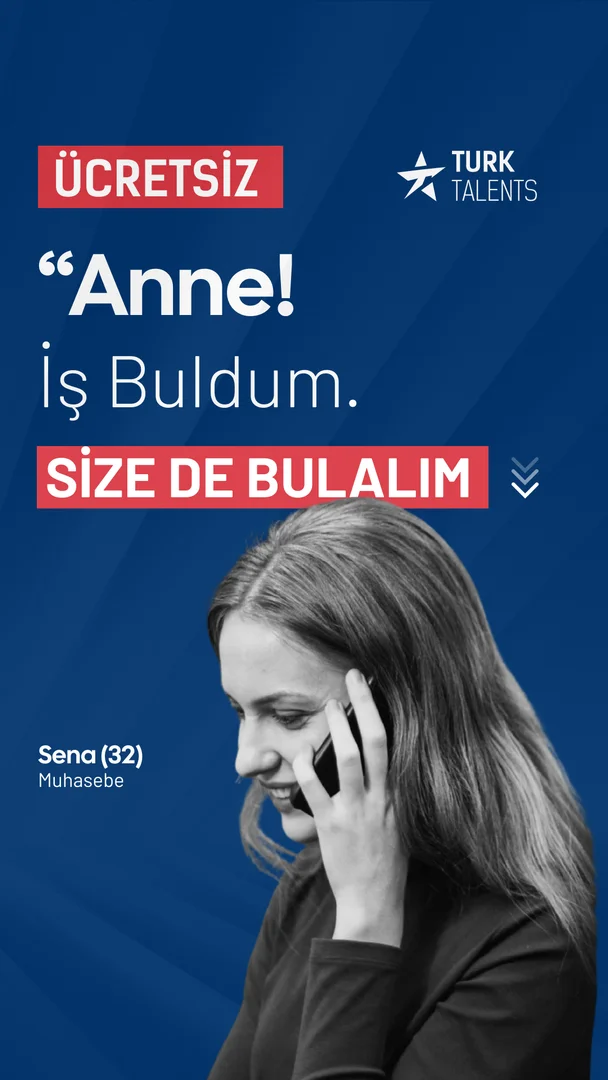 ÜCRETSİZ
TURK
TALENTS
“Anne!
İş Buldum.
SİZE DE BULALIM
Sena (32)
Muhasebe